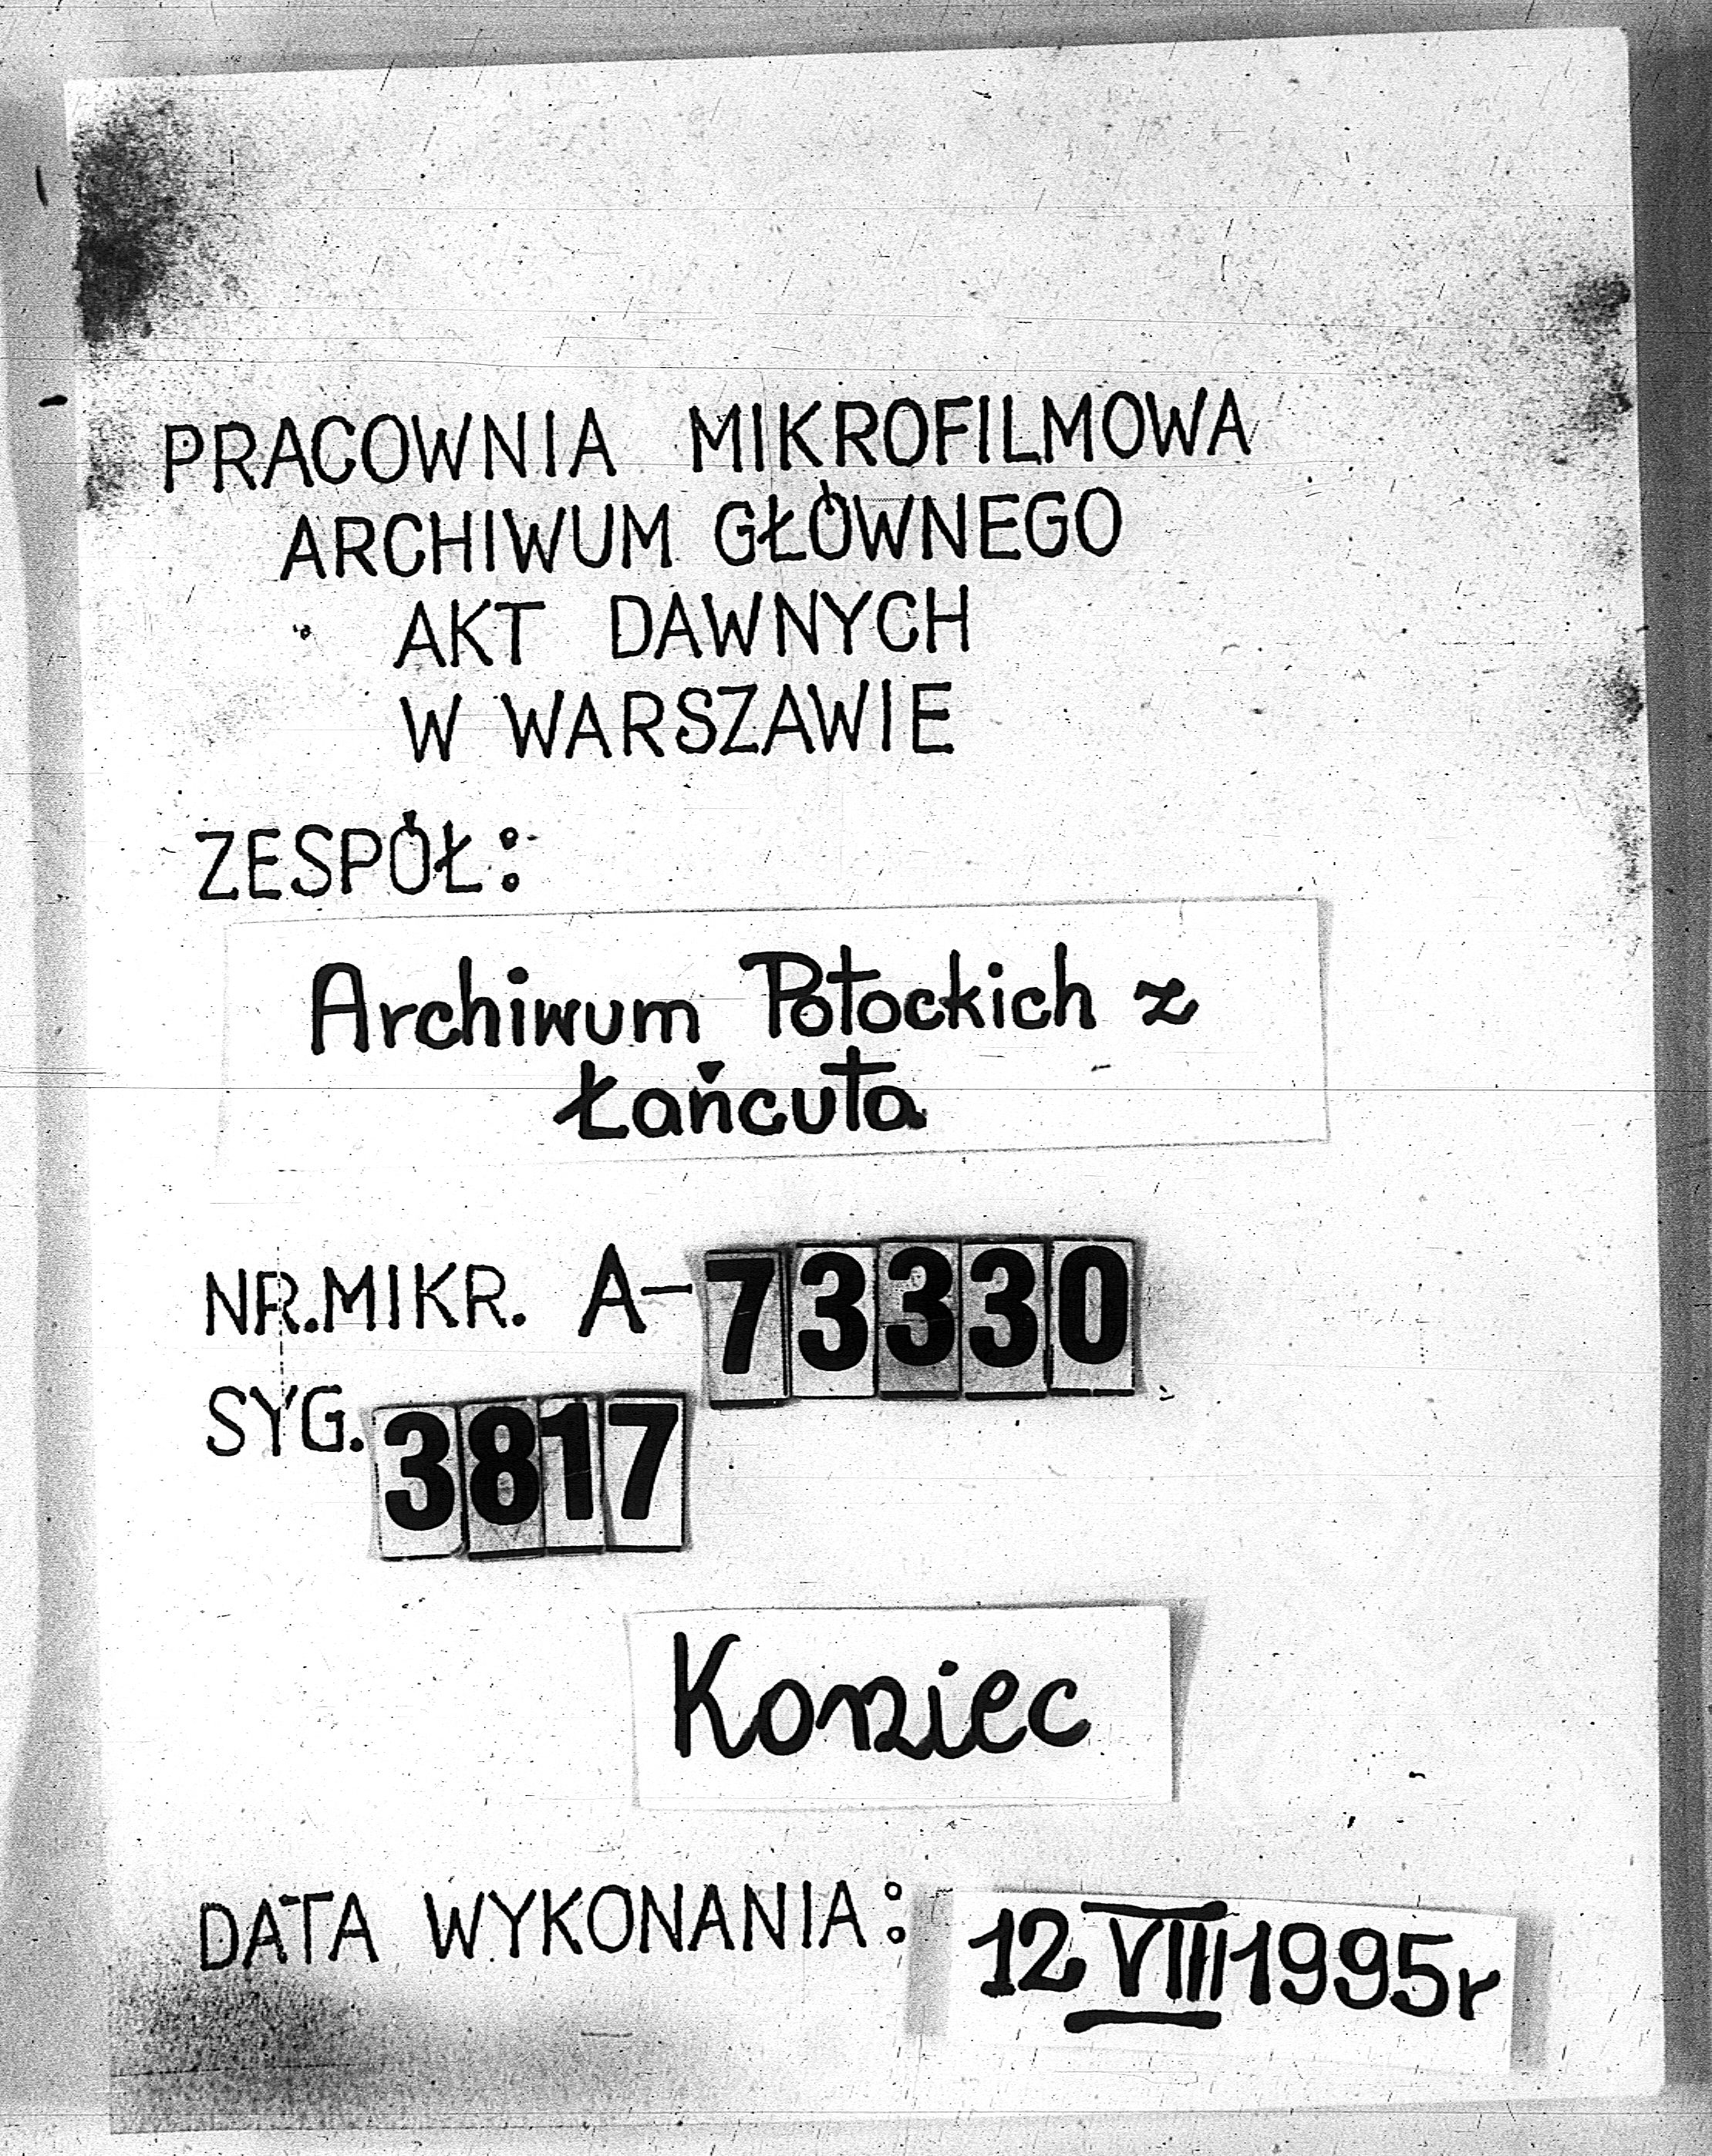 PRACOWNIA MIKROFILMOWA
ARCHIWUM GŁÓWNEGO
AKT DAWNYCH
W WARSZAWIE
ZESPÓŁ:
Archiwum Potockich z
Łańcuta
NR.MIKR. A-73330
SYG. 3817
Koniec
DATA WYKONANIA: 12 VIII 1995r